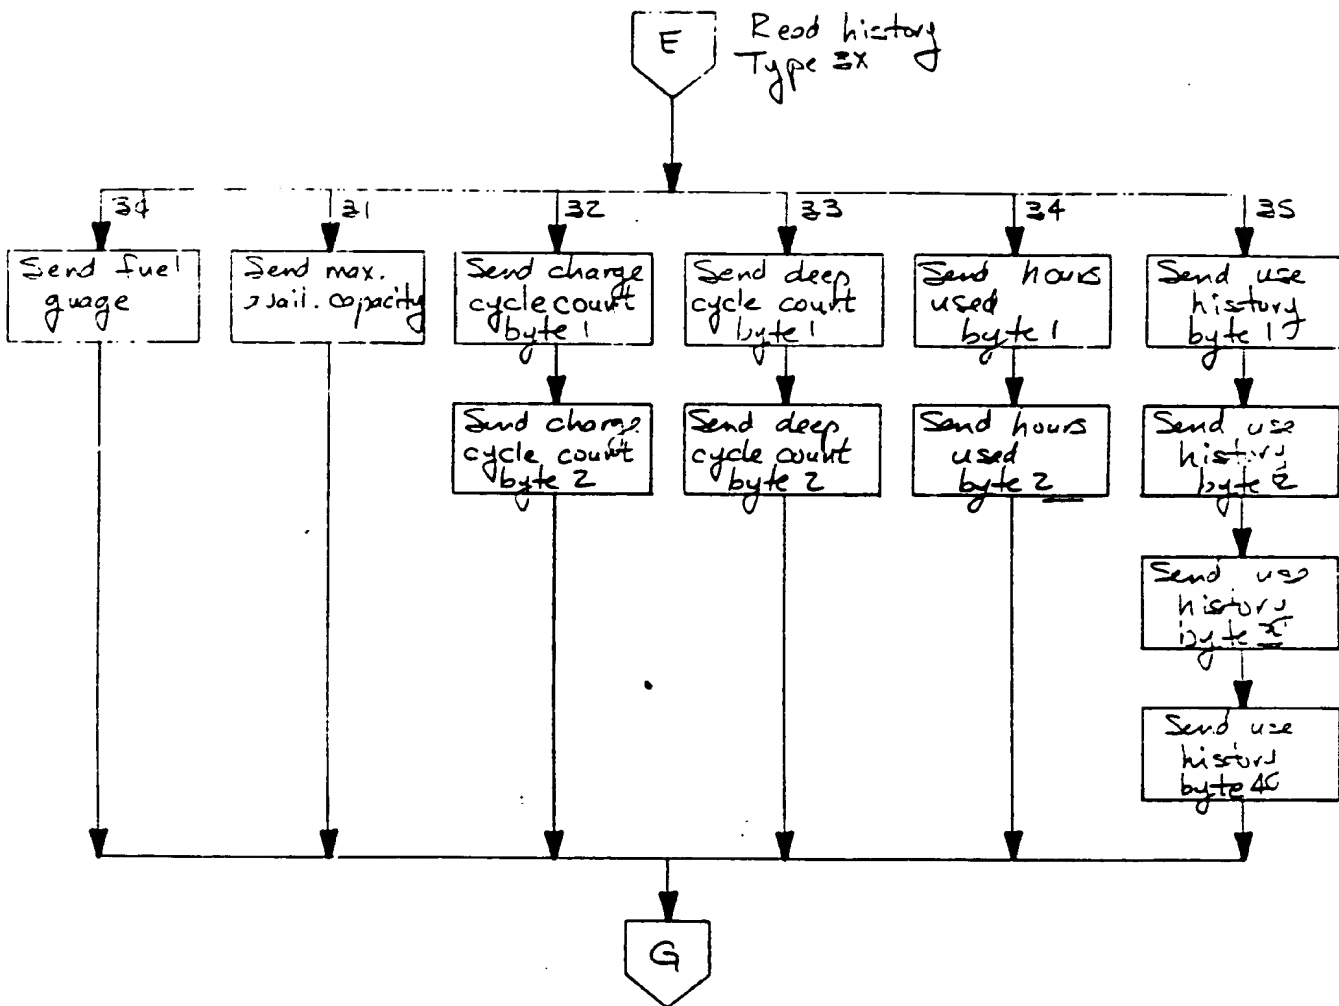 E
Read history
Type 3X
30
31
32
33
34
35
Send fuel
guage
Send max.
avail. capacity
Send charge
cycle count
byte 1
Send deep
cycle count
byte 1
Send hours
used
byte 1
Send use
history
byte 1
Send charge
cycle count
byte 2
Send deep
cycle count
byte 2
Send hours
used
byte 2
Send use
history
byte 2
Send use
history
byte
Send use
history
byte 40
G